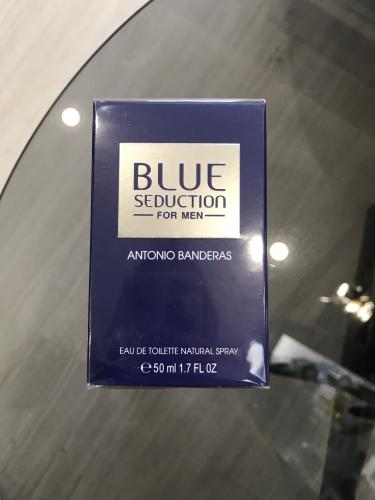 BLUE
SEDUCTION
FOR MEN
ANTONIO BANDERAS
EAU DE TOILETTE NATURAL SPRAY
℮ 50 ml 1.7 FL OZ